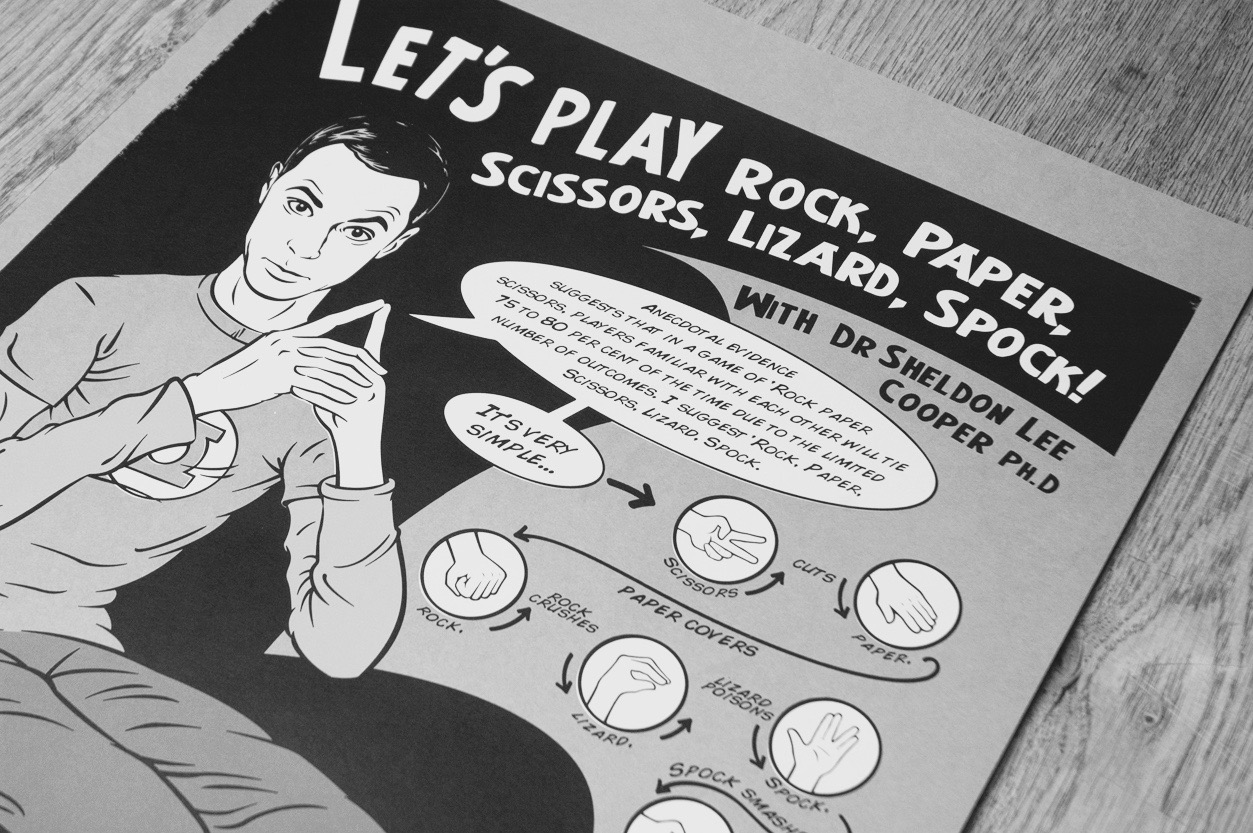 LET'S PLAY ROCK, PAPER,
SCISSORS, LIZARD, SPOCK!
WITH DR SHELDON LEE
COOPER PH.D
ANECDOTAL EVIDENCE
SUGGESTS THAT IN A GAME OF 'ROCK PAPER
SCISSORS, PLAYERS FAMILIAR WITH EACH OTHER WILL TIE
75 TO 80 PER CENT OF THE TIME DUE TO THE LIMITED
NUMBER OF OUTCOMES. I SUGGEST 'ROCK, PAPER,
SCISSORS, LIZARD, SPOCK.
IT'S VERY
SIMPLE...
SCISSORS
CUTS
PAPER.
PAPER COVERS
ROCK.
ROCK
CRUSHES
LIZARD.
LIZARD
POISONS
SPOCK.
SPOCK